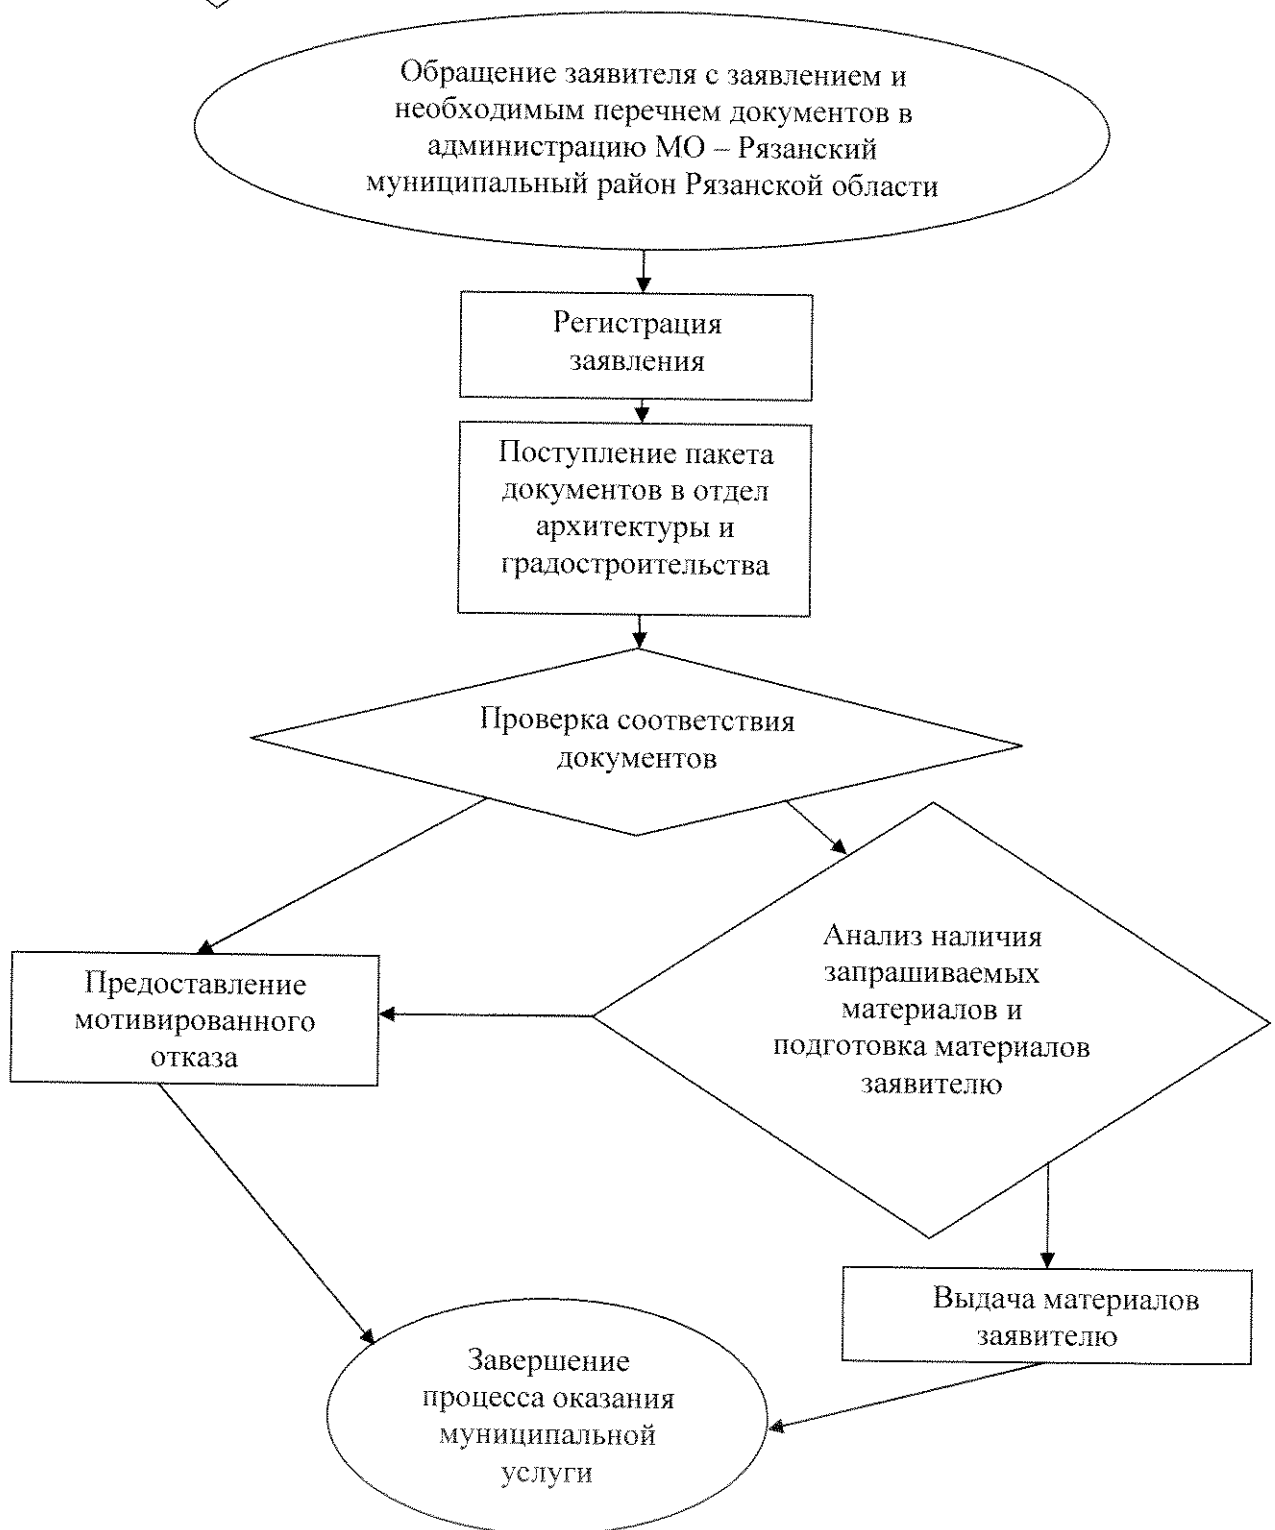 Обращение заявителя с заявлением и
необходимым перечнем документов в
администрацию МО – Рязанский
муниципальный район Рязанской области
Регистрация
заявления
Поступление пакета
документов в отдел
архитектуры и
градостроительства
Проверка соответствия
документов
Анализ наличия
запрашиваемых
материалов и
подготовка материалов
заявителю
Предоставление
мотивированного
отказа
Выдача материалов
заявителю
Завершение
процесса оказания
муниципальной
услуги